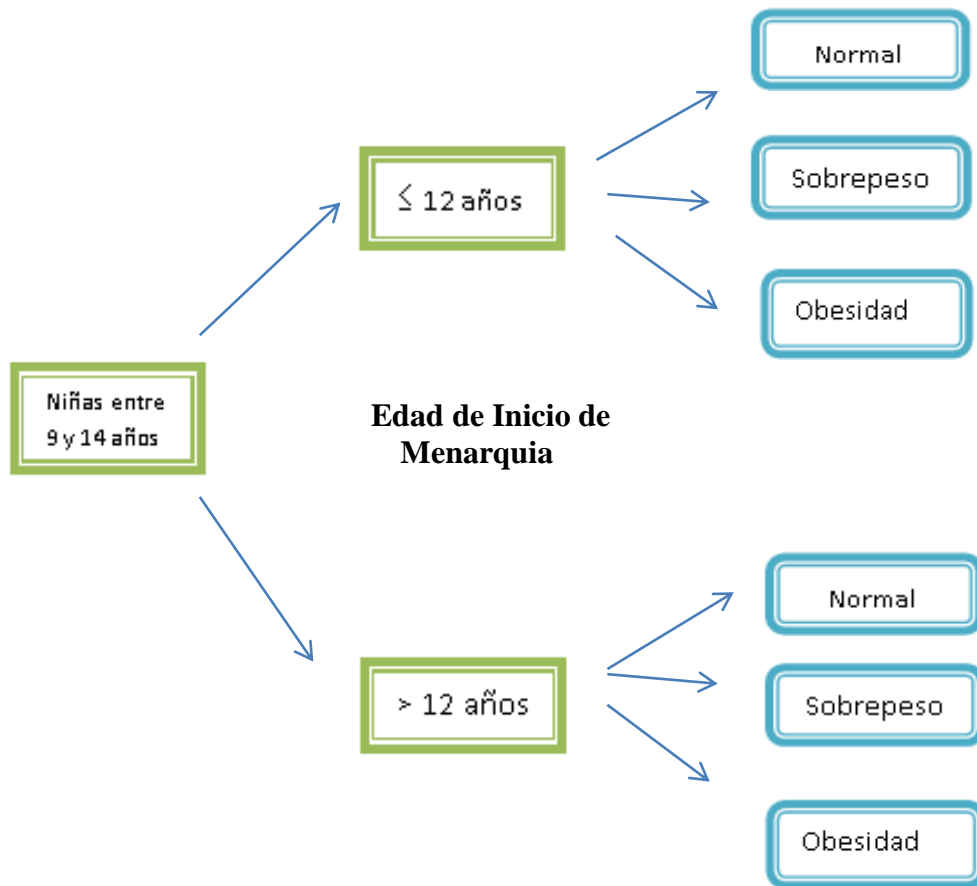 Normal
≤ 12 años
Sobrepeso
Obesidad
Niñas entre
9 y 14 años
Edad de Inicio de
Menarquia
Normal
> 12 años
Sobrepeso
Obesidad